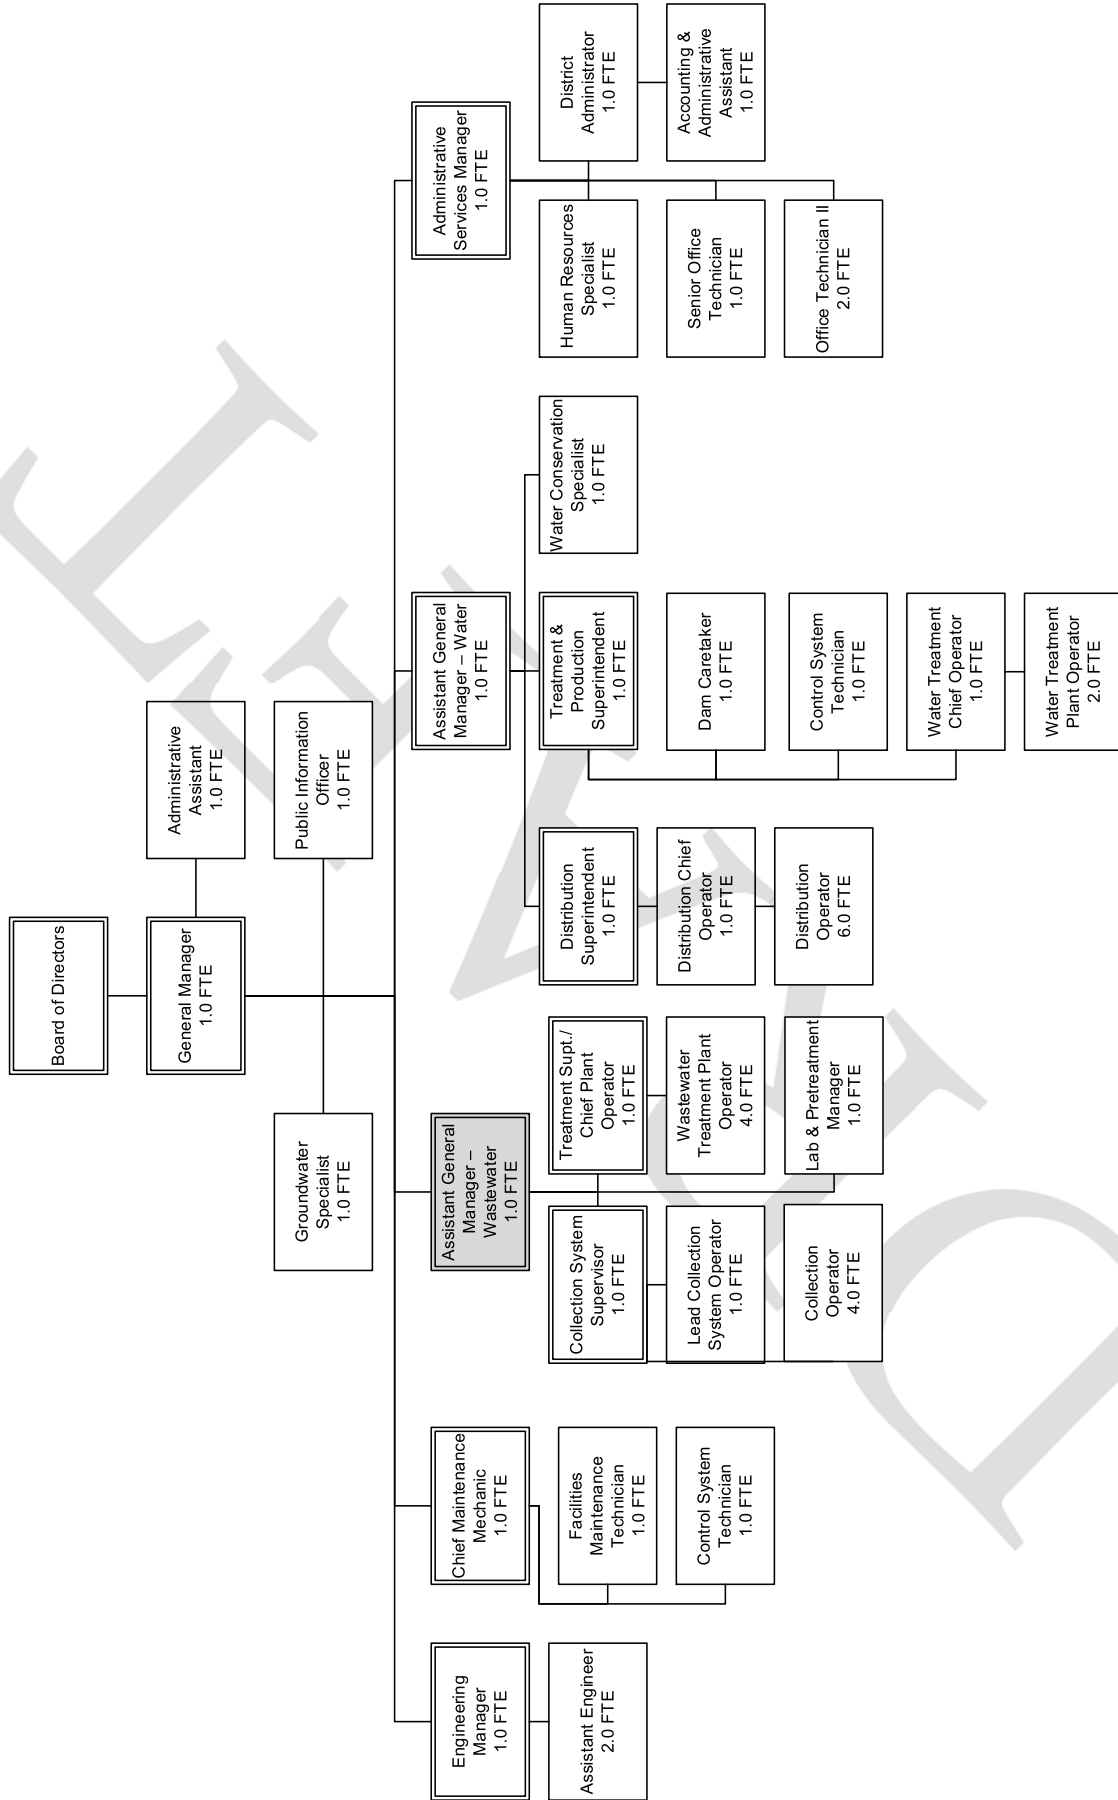 Board of Directors
General Manager
1.0 FTE
Administrative
Assistant
1.0 FTE
Groundwater
Specialist
1.0 FTE
Public Information
Officer
1.0 FTE
Engineering
Manager
1.0 FTE
Assistant Engineer
2.0 FTE
Chief Maintenance
Mechanic
1.0 FTE
Facilities
Maintenance
Technician
1.0 FTE
Control System
Technician
1.0 FTE
Assistant General
Manager –
Wastewater
1.0 FTE
Collection System
Supervisor
1.0 FTE
Lead Collection
System Operator
1.0 FTE
Collection
Operator
4.0 FTE
Treatment Supt./
Chief Plant
Operator
1.0 FTE
Wastewater
Treatment Plant
Operator
4.0 FTE
Lab & Pretreatment
Manager
1.0 FTE
Assistant General
Manager – Water
1.0 FTE
Distribution
Superintendent
1.0 FTE
Distribution Chief
Operator
1.0 FTE
Distribution
Operator
6.0 FTE
Treatment &
Production
Superintendent
1.0 FTE
Dam Caretaker
1.0 FTE
Control System
Technician
1.0 FTE
Water Treatment
Chief Operator
1.0 FTE
Water Treatment
Plant Operator
2.0 FTE
Water Conservation
Specialist
1.0 FTE
Administrative
Services Manager
1.0 FTE
Human Resources
Specialist
1.0 FTE
Senior Office
Technician
1.0 FTE
Office Technician II
2.0 FTE
District
Administrator
1.0 FTE
Accounting &
Administrative
Assistant
1.0 FTE
DRAFT